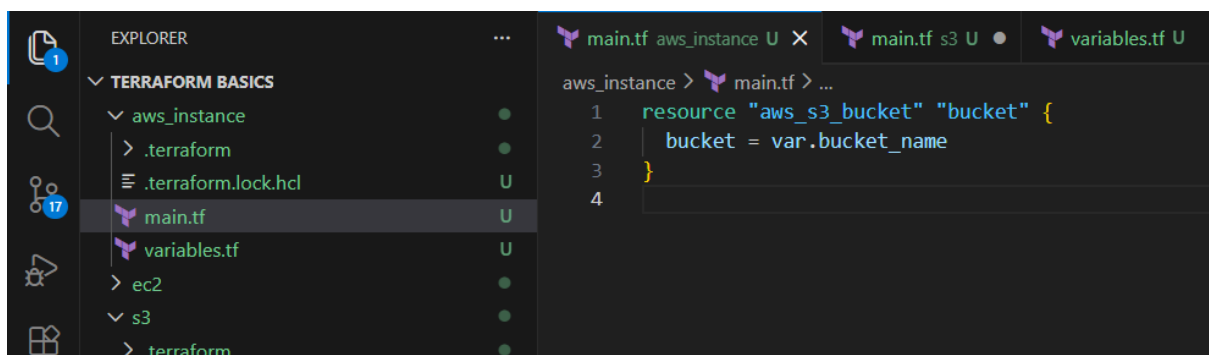 1
17
EXPLORER ...
TERRAFORM BASICS
aws_instance
.terraform
.terraform.lock.hcl U
main.tf U
variables.tf U
ec2
s3
.terraform
main.tf aws_instance U
main.tf s3 U
variables.tf U
aws_instance > main.tf > ...
1 resource "aws_s3_bucket" "bucket" {
2 bucket = var.bucket_name
3 }
4